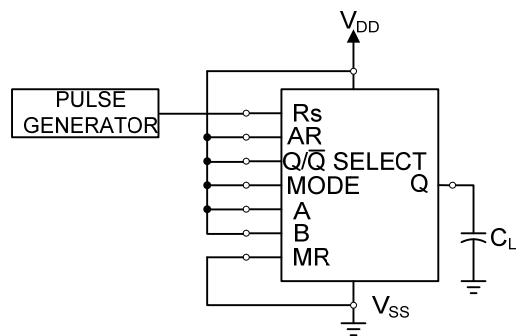 V_DD
PULSE
GENERATOR
Rs
AR
Q/Q̅ SELECT
MODE
Q
A
B
MR
C_L
V_SS